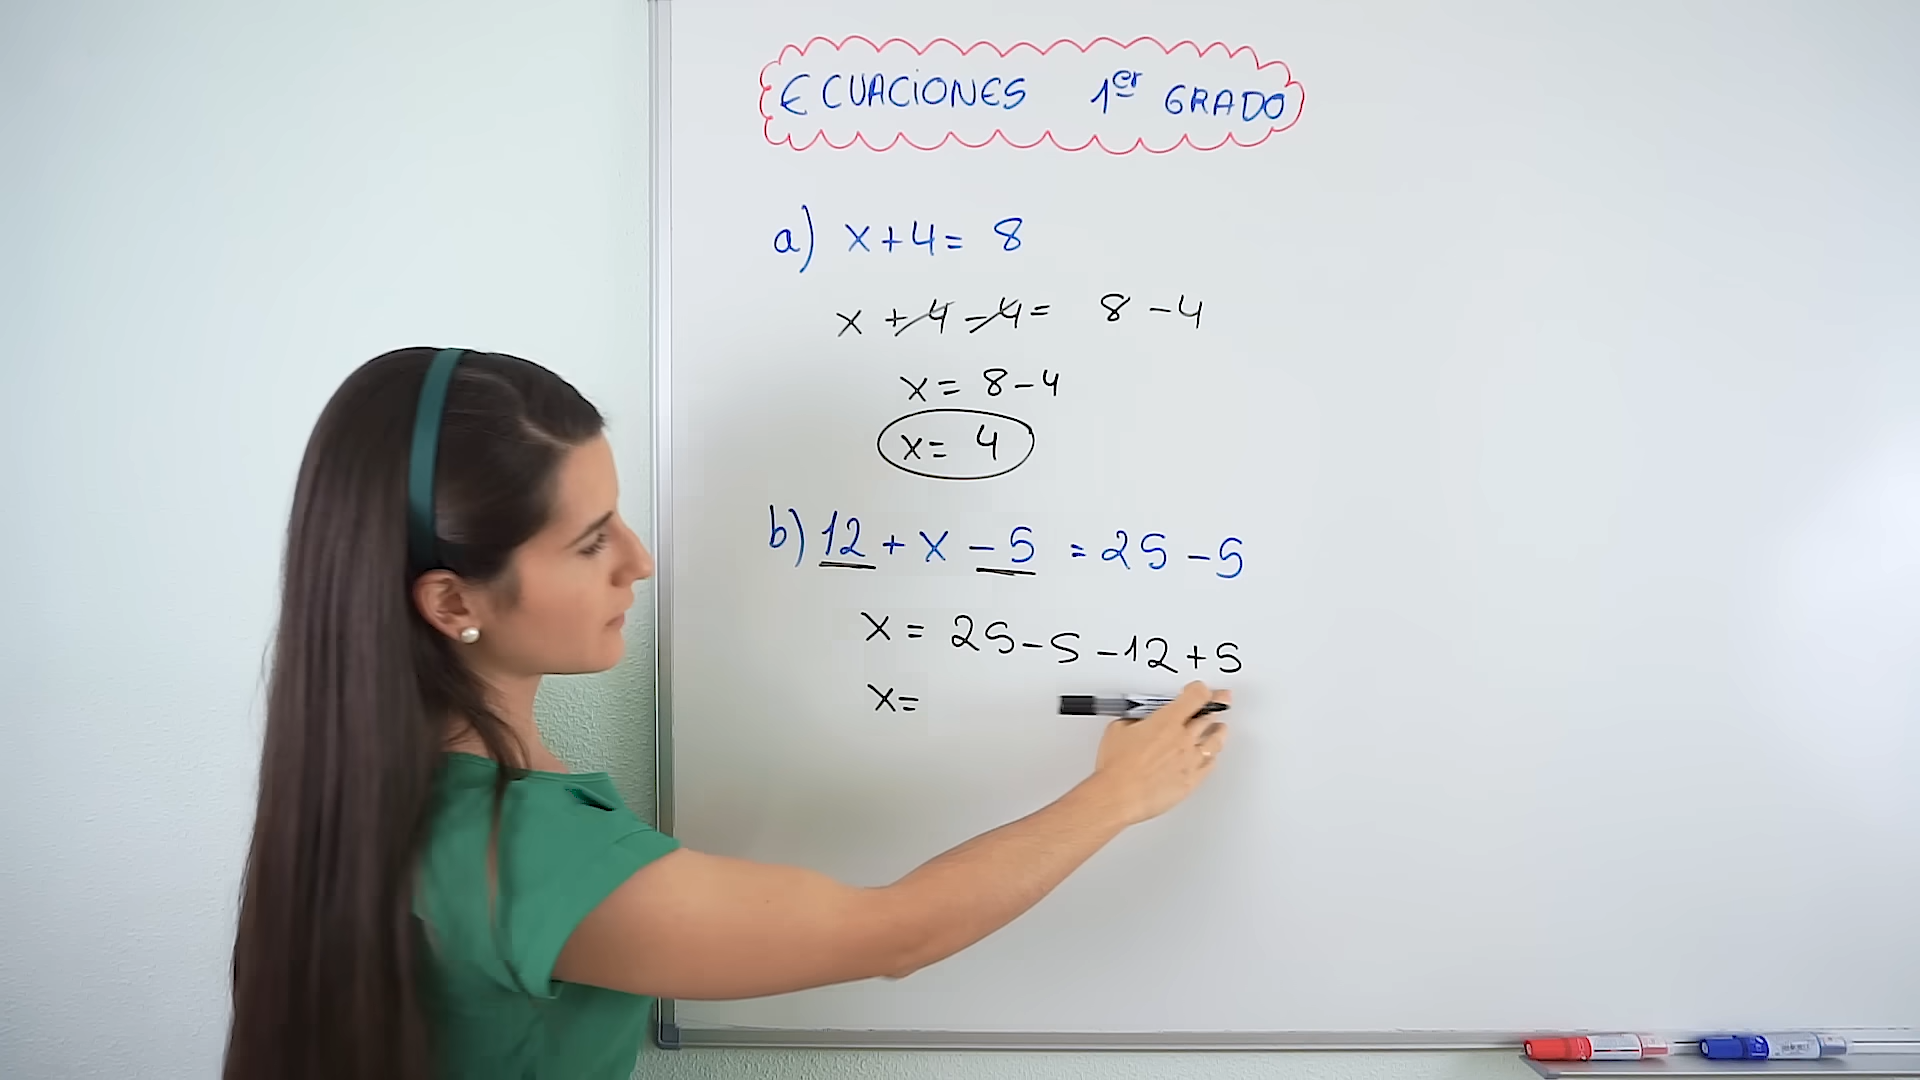 ECUACIONES 1er GRADO
a) x+4= 8
x +4 -4= 8 -4
x= 8-4
x= 4
b) 12 + x - 5 = 25 - 5
x = 25-5-12+5
x=